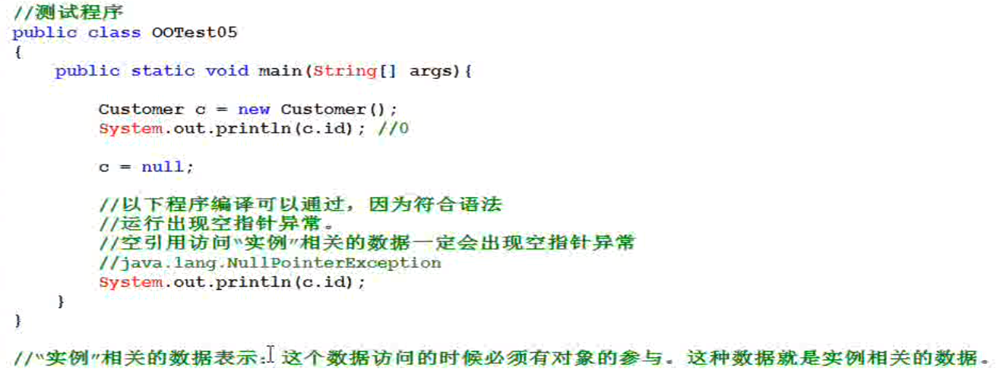 //测试程序
public class OOTest05
{
public static void main(String[] args){
Customer c = new Customer();
System.out.println(c.id); //0
c = null;
//以下程序编译可以通过，因为符合语法
//运行出现空指针异常。
//空引用访问“实例”相关的数据一定会出现空指针异常
//java.lang.NullPointerException
System.out.println(c.id);
}
}
//“实例”相关的数据表示：这个数据访问的时候必须有对象的参与。这种数据就是实例相关的数据。